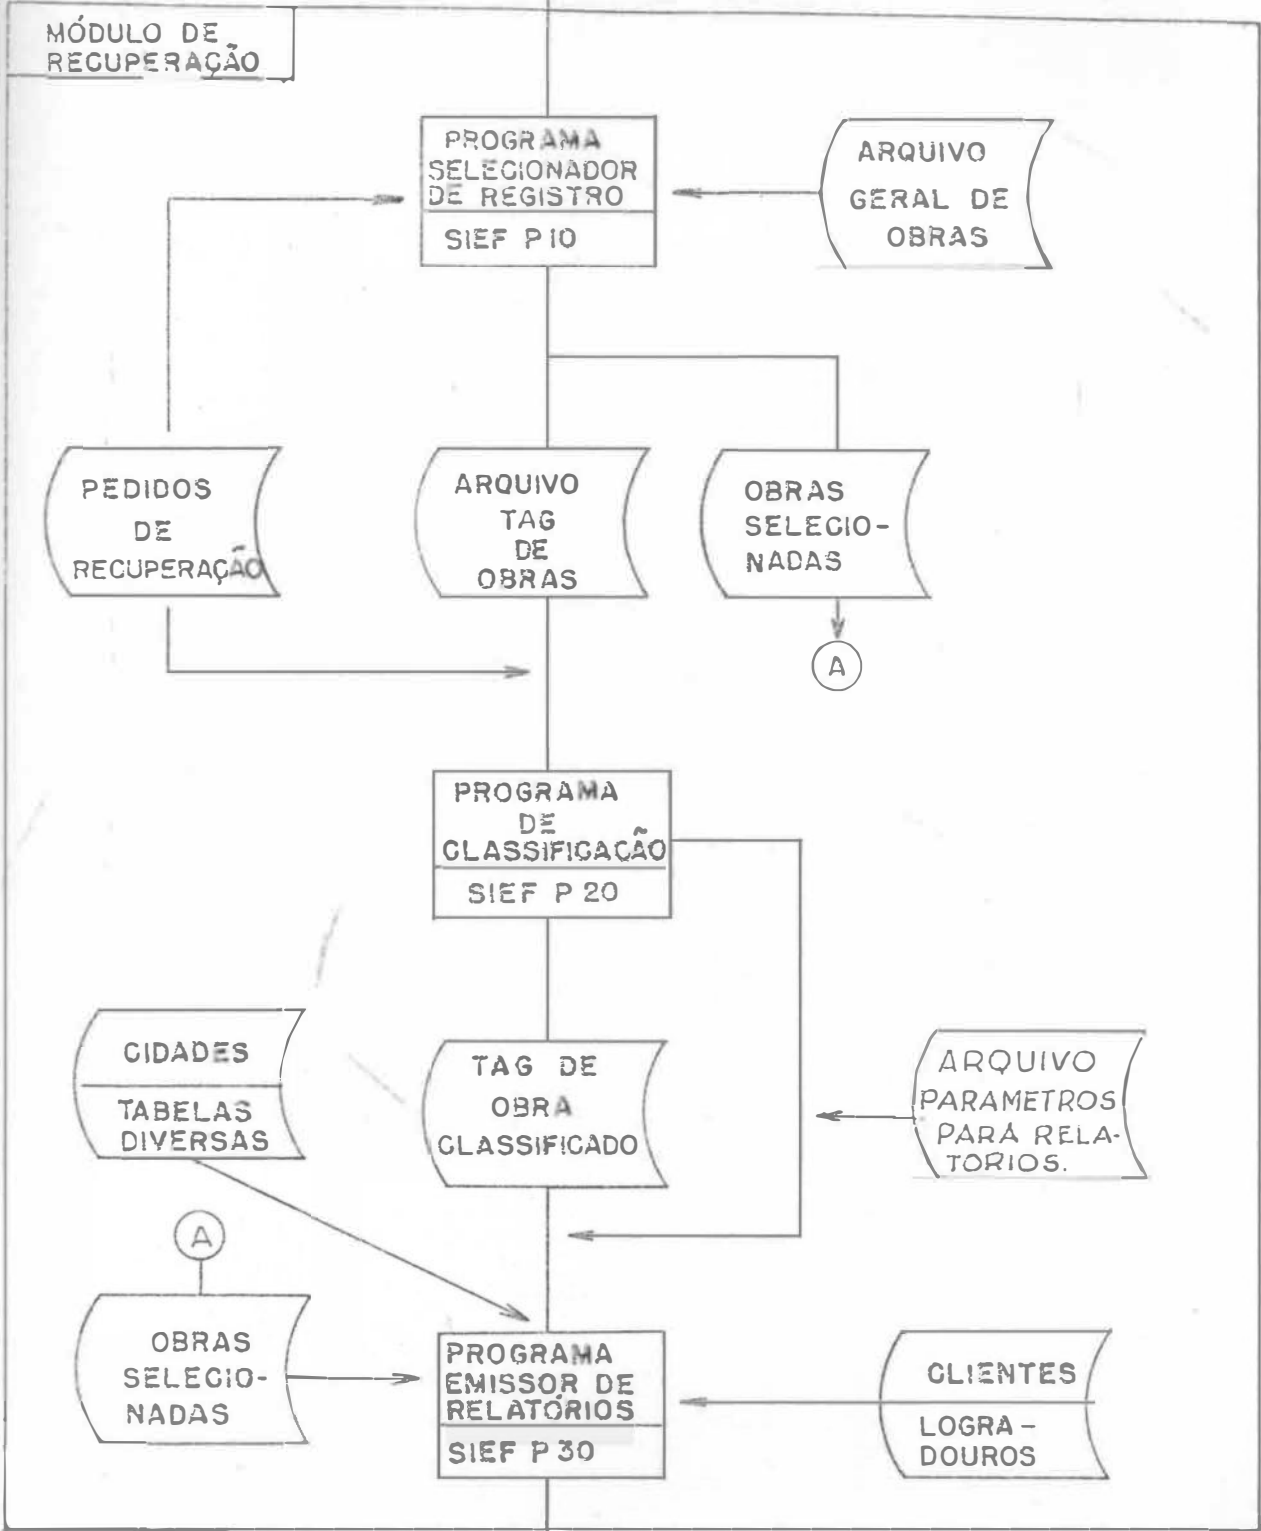 MÓDULO DE
RECUPERAÇÃO
PROGRAMA
SELECIONADOR
DE REGISTRO
SIEF P10
ARQUIVO
GERAL DE
OBRAS
PEDIDOS
DE
RECUPERAÇÃO
ARQUIVO
TAG
DE
OBRAS
OBRAS
SELECIO-
NADAS
A
PROGRAMA
DE
CLASSIFICAÇÃO
SIEF P 20
CIDADES
TABELAS
DIVERSAS
TAG DE
OBRA
CLASSIFICADO
ARQUIVO
PARAMETROS
PARA RELA-
TORIOS.
A
OBRAS
SELECIO-
NADAS
PROGRAMA
EMISSOR DE
RELATÓRIOS
SIEF P 30
CLIENTES
LOGRA-
DOUROS